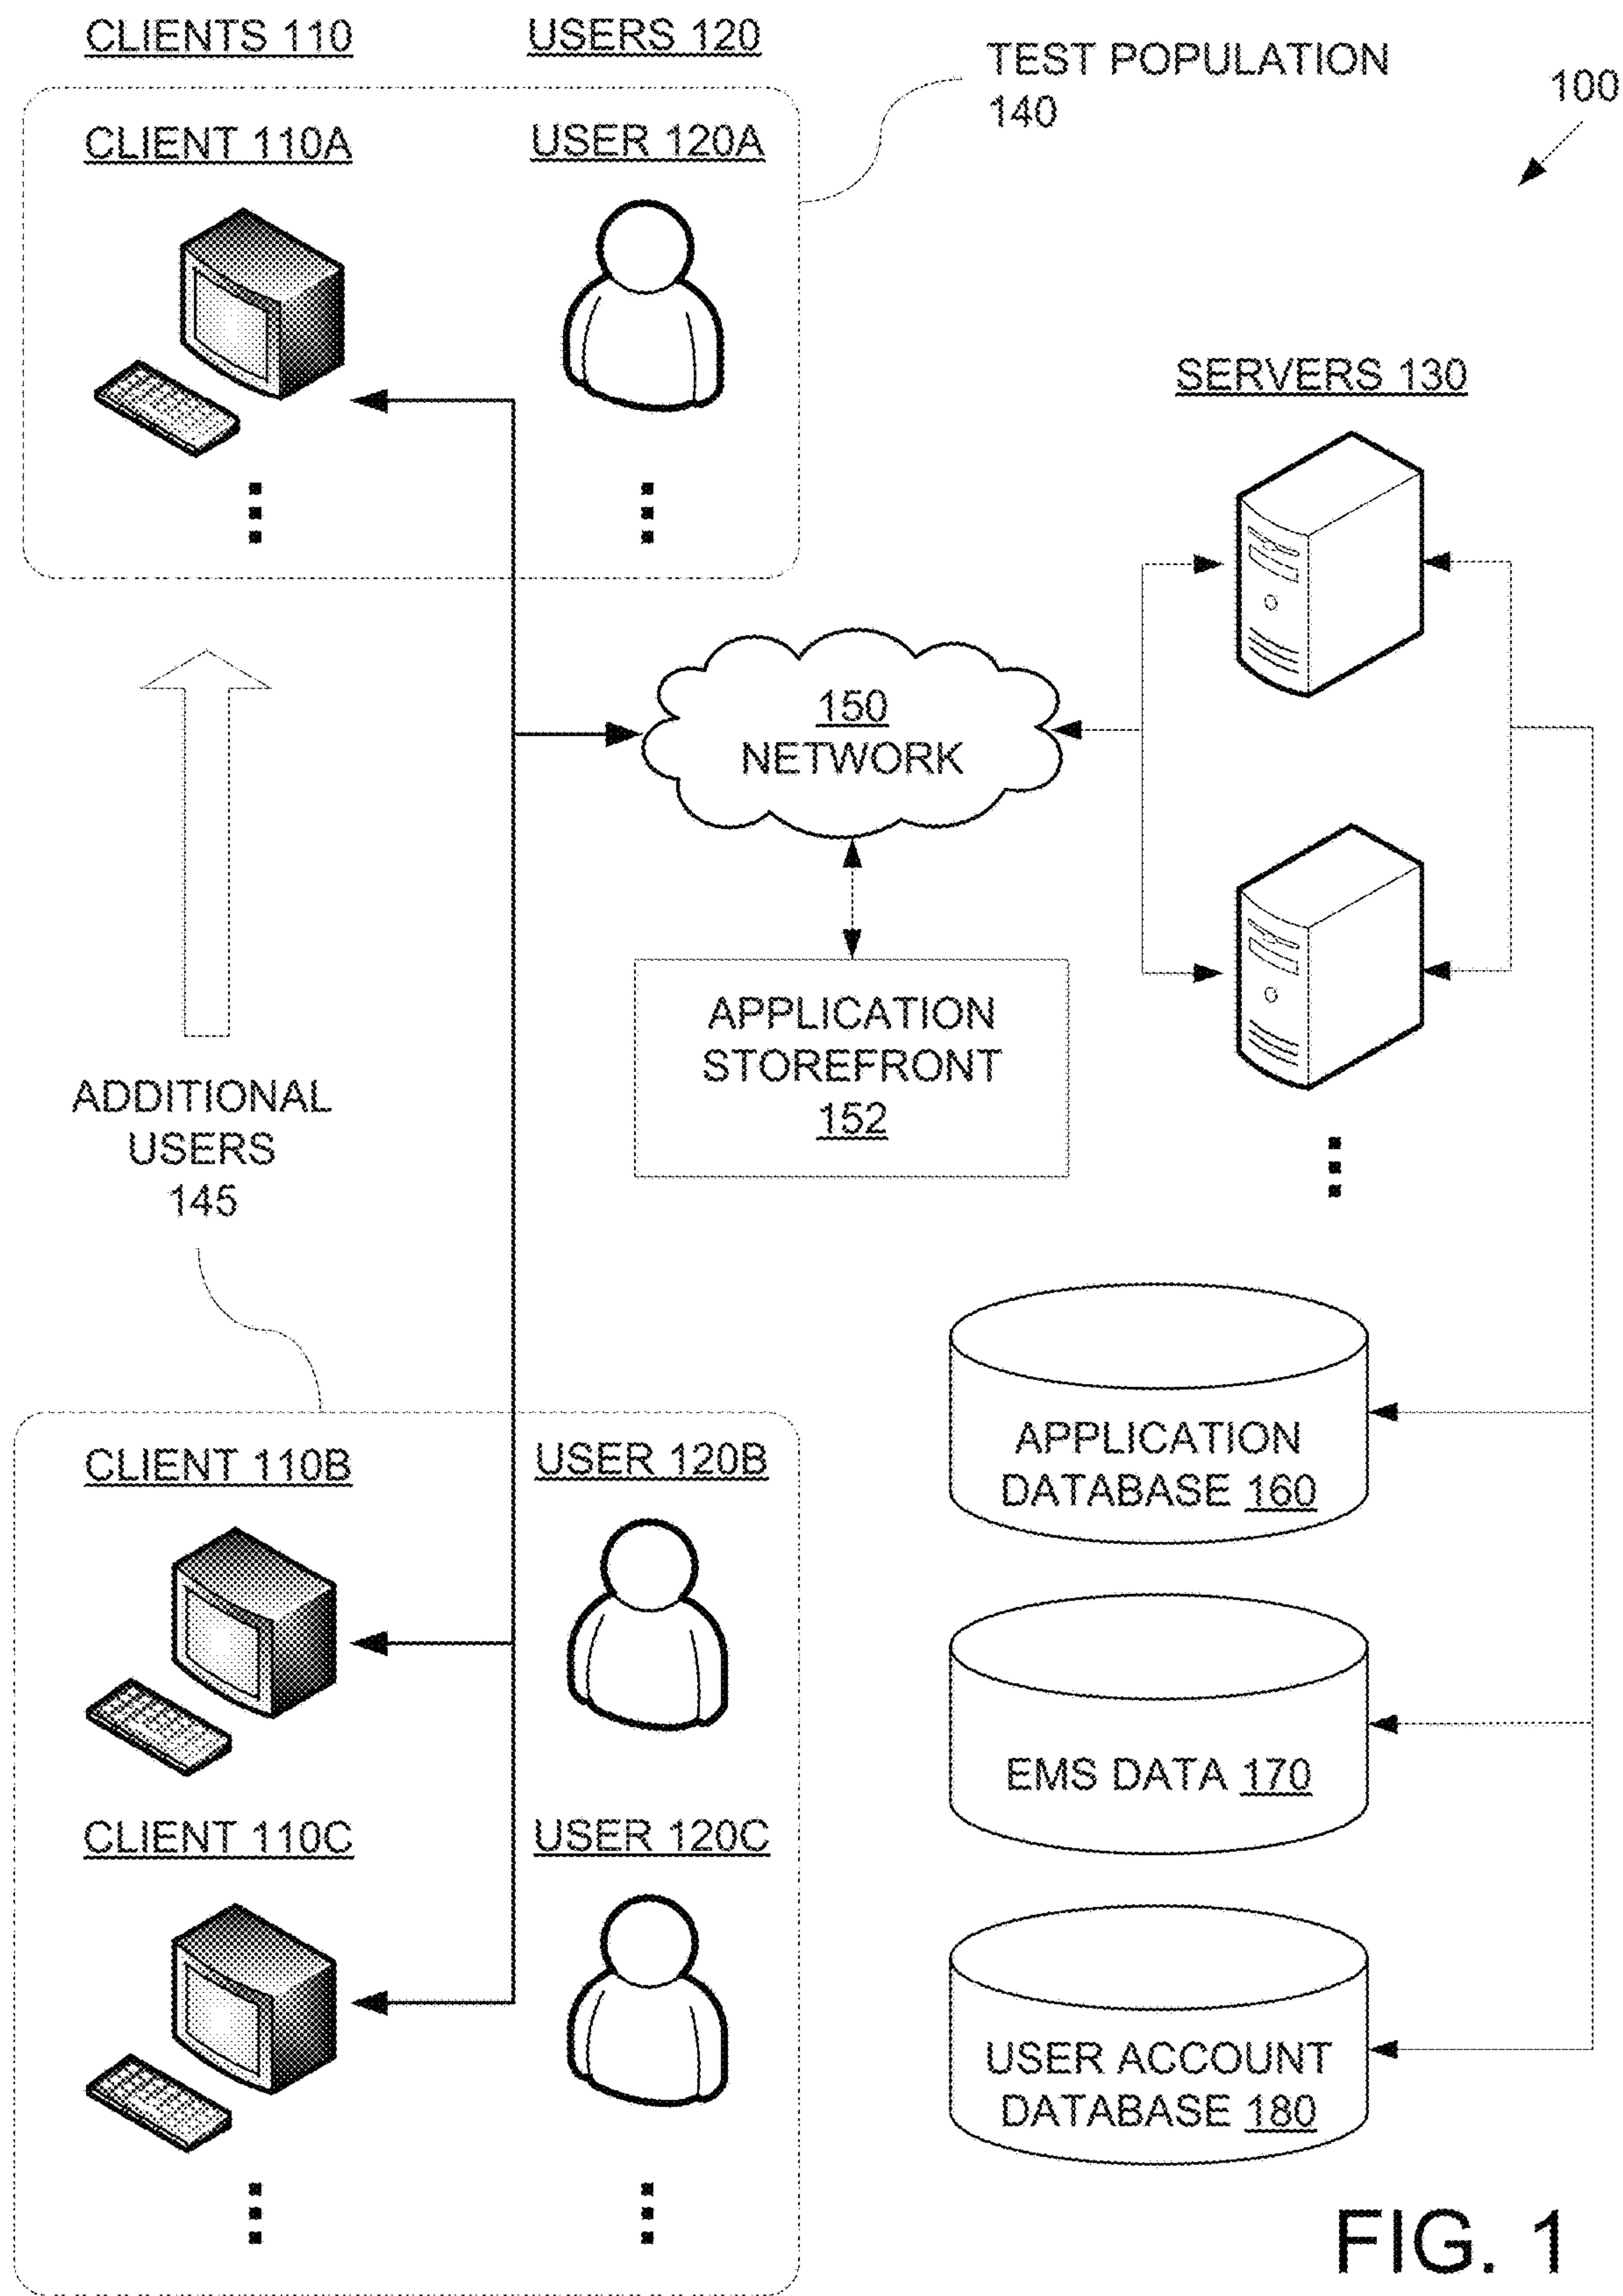 CLIENTS 110
USERS 120
TEST POPULATION
140
100
CLIENT 110A
USER 120A
SERVERS 130
150
NETWORK
APPLICATION
STOREFRONT
152
ADDITIONAL
USERS
145
APPLICATION
DATABASE 160
CLIENT 110B
USER 120B
EMS DATA 170
CLIENT 110C
USER 120C
USER ACCOUNT
DATABASE 180
FIG. 1